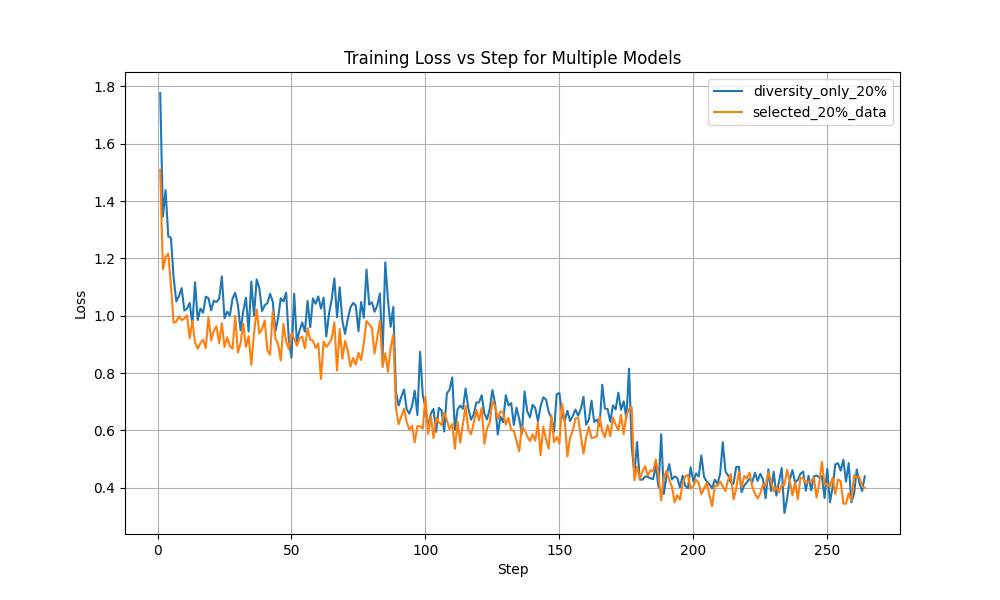 Training Loss vs Step for Multiple Models
diversity_only_20%
selected_20%_data
Loss
1.8
1.6
1.4
1.2
1.0
0.8
0.6
0.4
0 50 100 150 200 250
Step